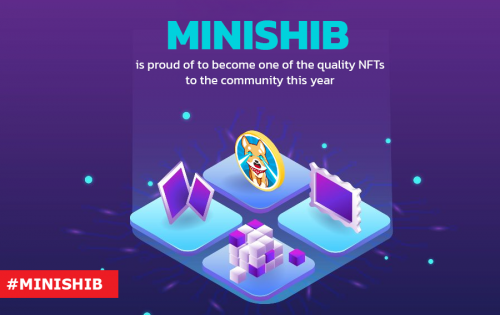 MINISHIB
is proud of to become one of the quality NFTs
to the community this year
#MINISHIB